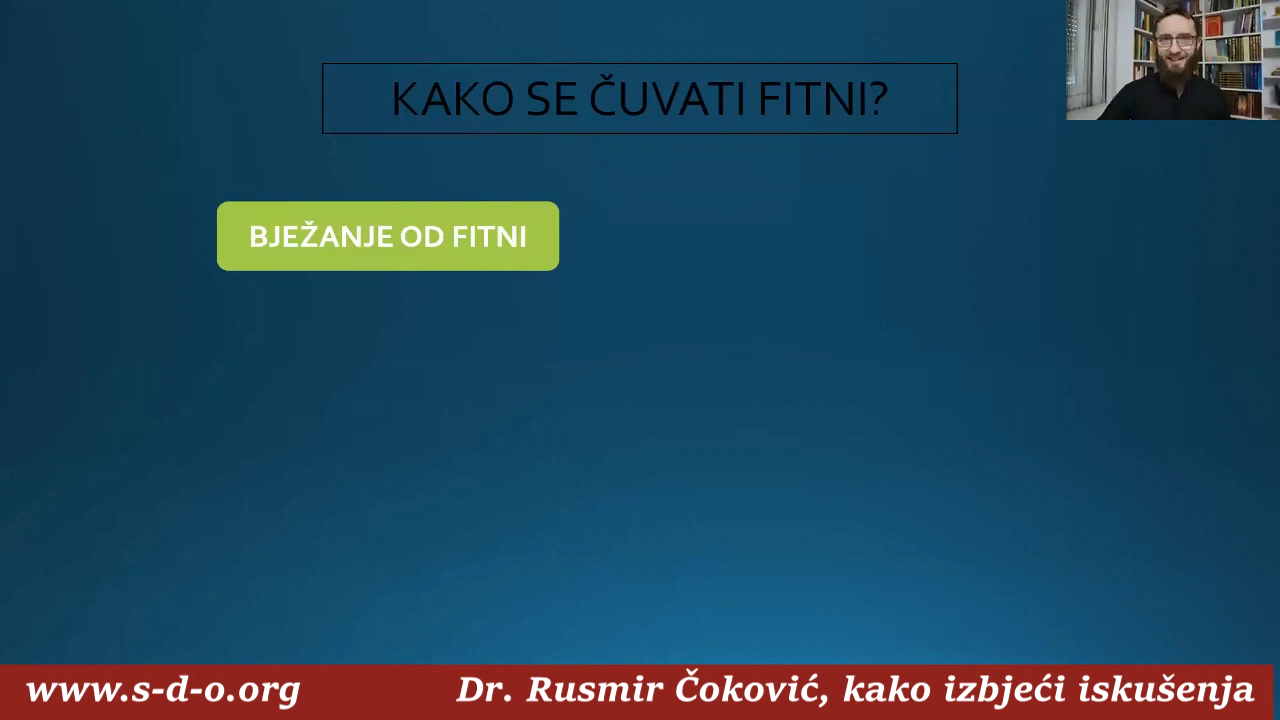 KAKO SE ČUVATI FITNI?
BJEŽANJE OD FITNI
www.s-d-o.org
Dr. Rusmir Čoković, kako izbjeći iskušenja